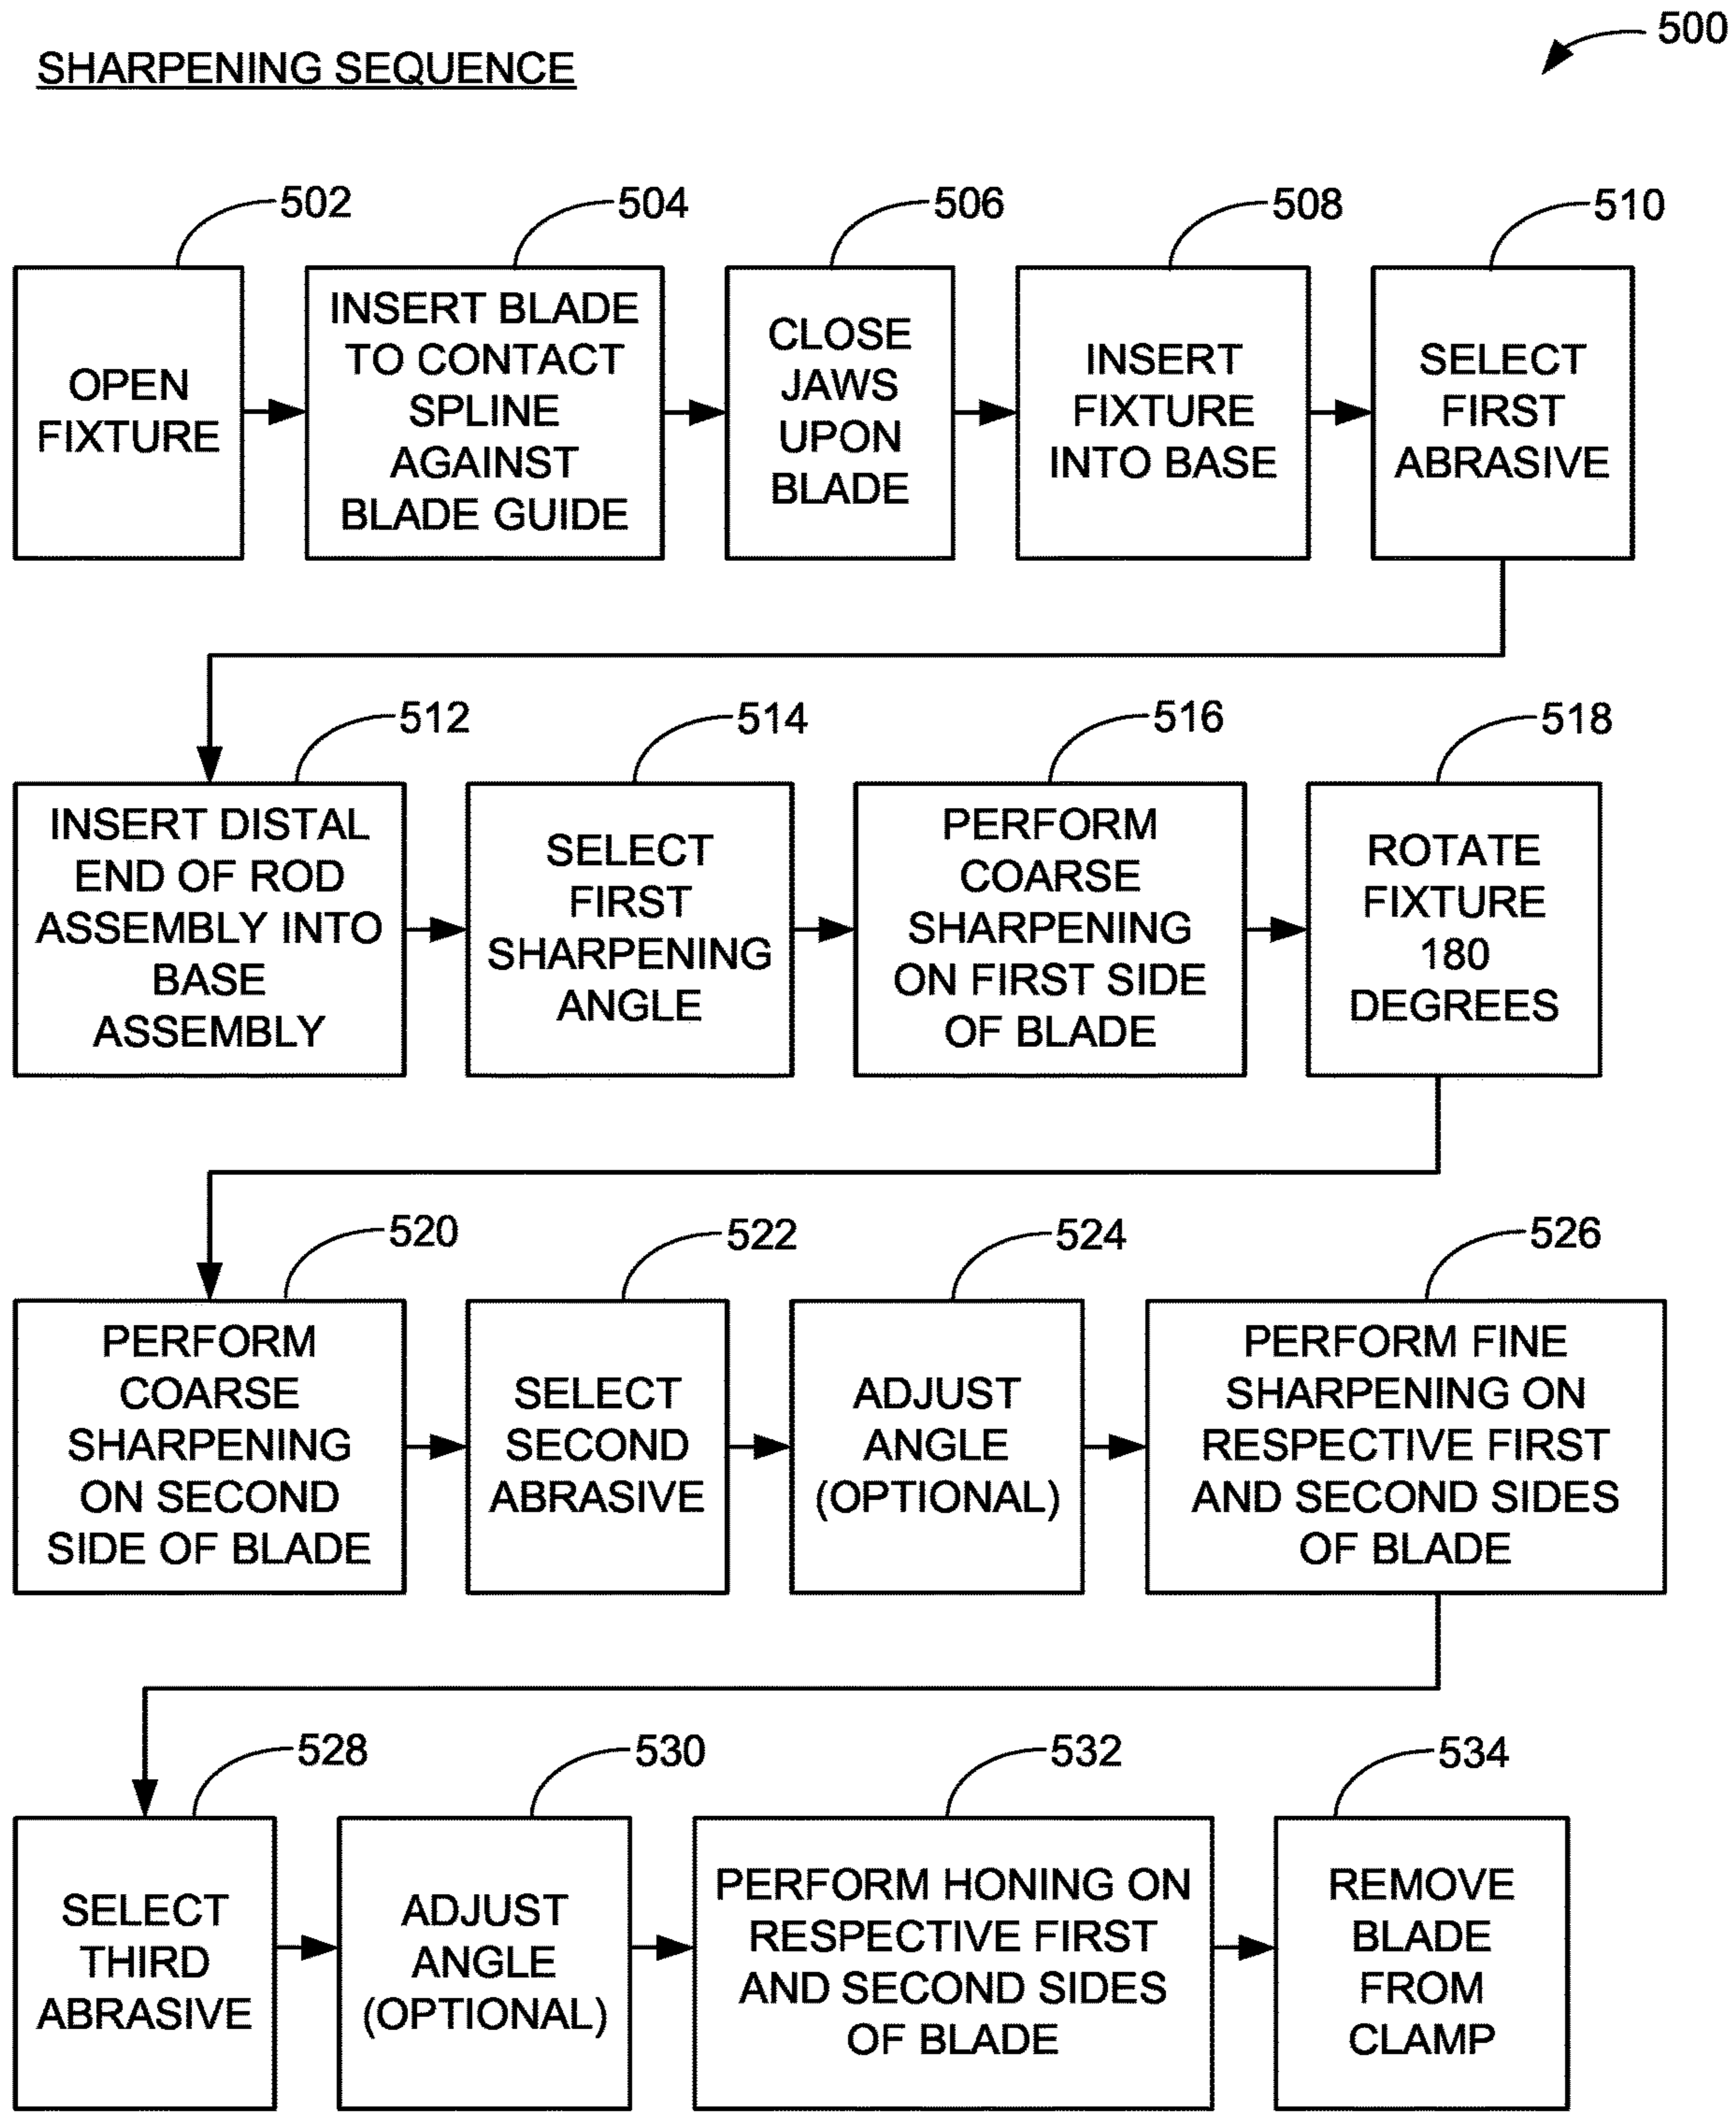 500
SHARPENING SEQUENCE
502
504
506
508
510
OPEN
FIXTURE
INSERT BLADE
TO CONTACT
SPLINE
AGAINST
BLADE GUIDE
CLOSE
JAWS
UPON
BLADE
INSERT
FIXTURE
INTO BASE
SELECT
FIRST
ABRASIVE
512
514
516
518
INSERT DISTAL
END OF ROD
ASSEMBLY INTO
BASE
ASSEMBLY
SELECT
FIRST
SHARPENING
ANGLE
PERFORM
COARSE
SHARPENING
ON FIRST SIDE
OF BLADE
ROTATE
FIXTURE
180
DEGREES
520
522
524
526
PERFORM
COARSE
SHARPENING
ON SECOND
SIDE OF BLADE
SELECT
SECOND
ABRASIVE
ADJUST
ANGLE
(OPTIONAL)
PERFORM FINE
SHARPENING ON
RESPECTIVE FIRST
AND SECOND SIDES
OF BLADE
528
530
532
534
SELECT
THIRD
ABRASIVE
ADJUST
ANGLE
(OPTIONAL)
PERFORM HONING ON
RESPECTIVE FIRST
AND SECOND SIDES
OF BLADE
REMOVE
BLADE
FROM
CLAMP